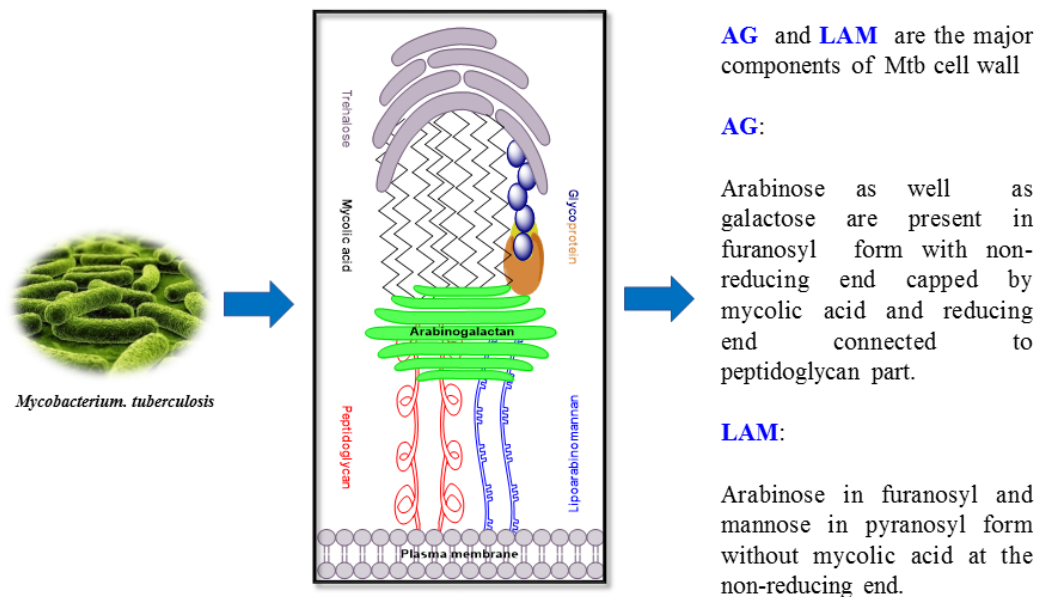 Mycobacterium. tuberculosis
Trehalose
Mycolic acid
Glycoprotein
Arabinogalactan
Peptidoglycan
Lipoarabinomannan
Plasma membrane
AG and LAM are the major
components of Mtb cell wall
AG:
Arabinose as well as
galactose are present in
furanosyl form with non-
reducing end capped by
mycolic acid and reducing
end connected to
peptidoglycan part.
LAM:
Arabinose in furanosyl and
mannose in pyranosyl form
without mycolic acid at the
non-reducing end.